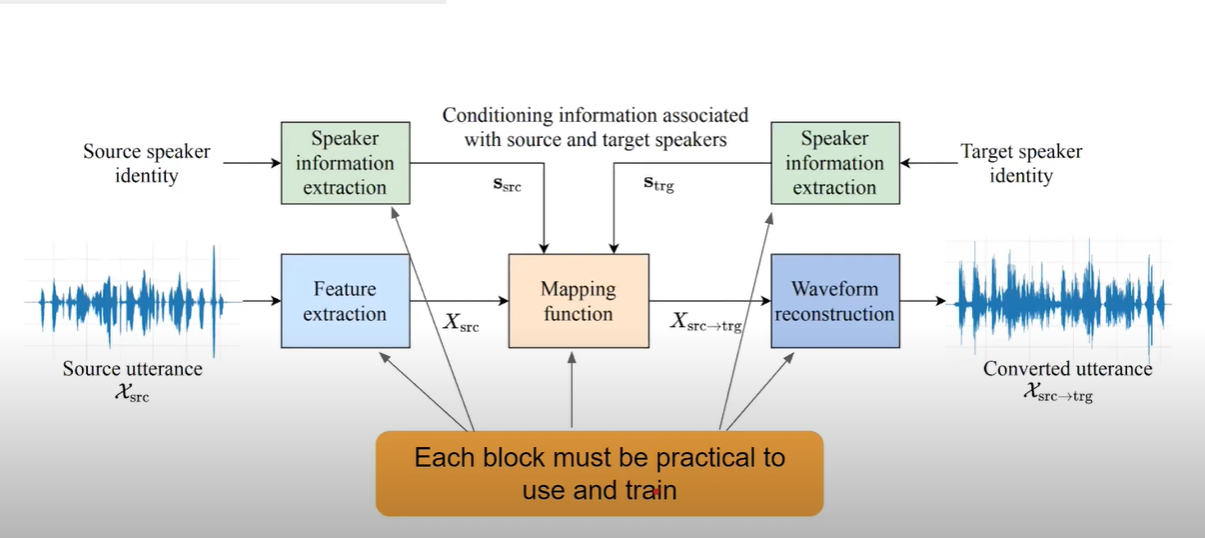 Conditioning information associated
with source and target speakers
Source speaker
identity
Speaker
information
extraction
s_src
s_trg
Speaker
information
extraction
Target speaker
identity
Feature
extraction
X_src
Mapping
function
X_src→trg
Waveform
reconstruction
Source utterance
𝒳_src
Converted utterance
𝒳_src→trg
Each block must be practical to
use and train